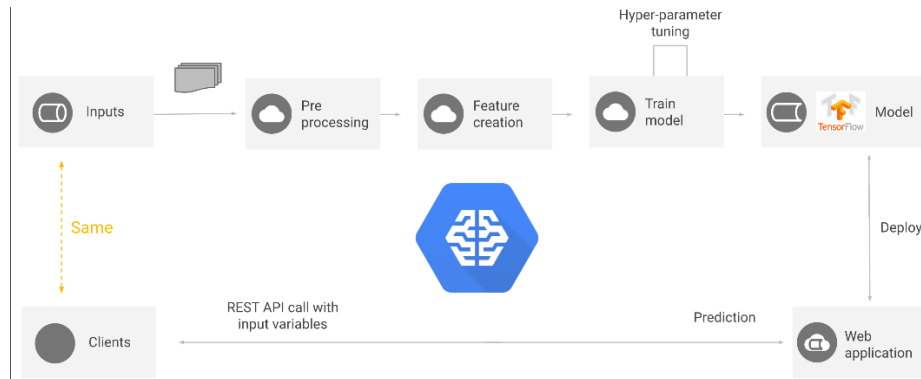 Hyper-parameter
tuning
Inputs
Pre
processing
Feature
creation
Train
model
TensorFlow
Model
Same
Deploy
REST API call with
input variables
Prediction
Clients
Web
application